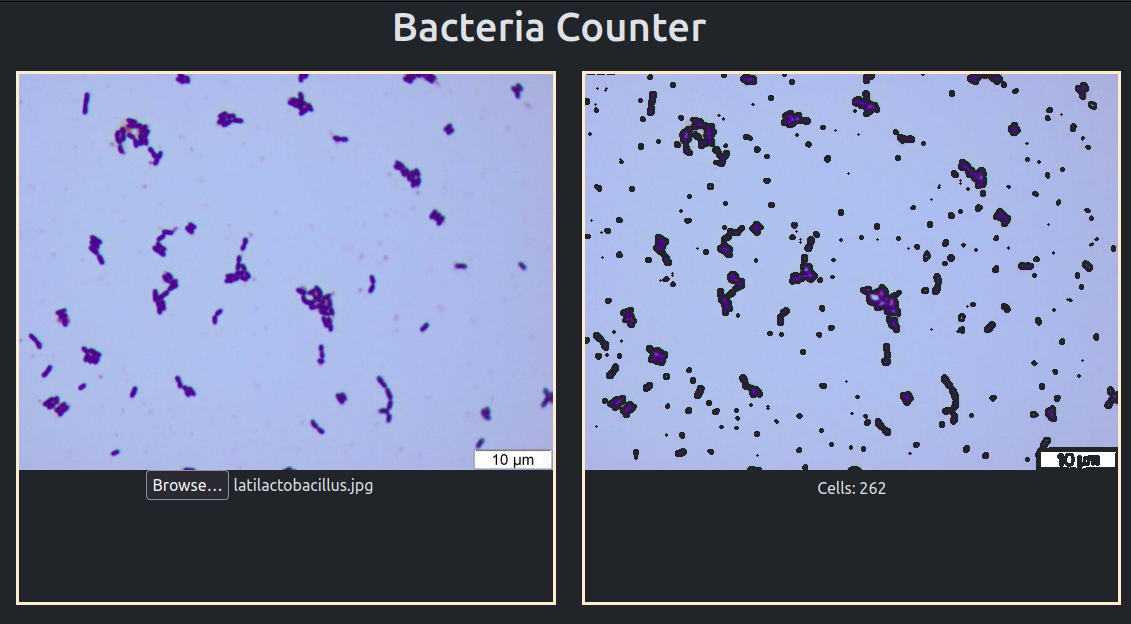 Bacteria Counter
10 µm
10 µm
Browse... latilactobacillus.jpg
Cells: 262